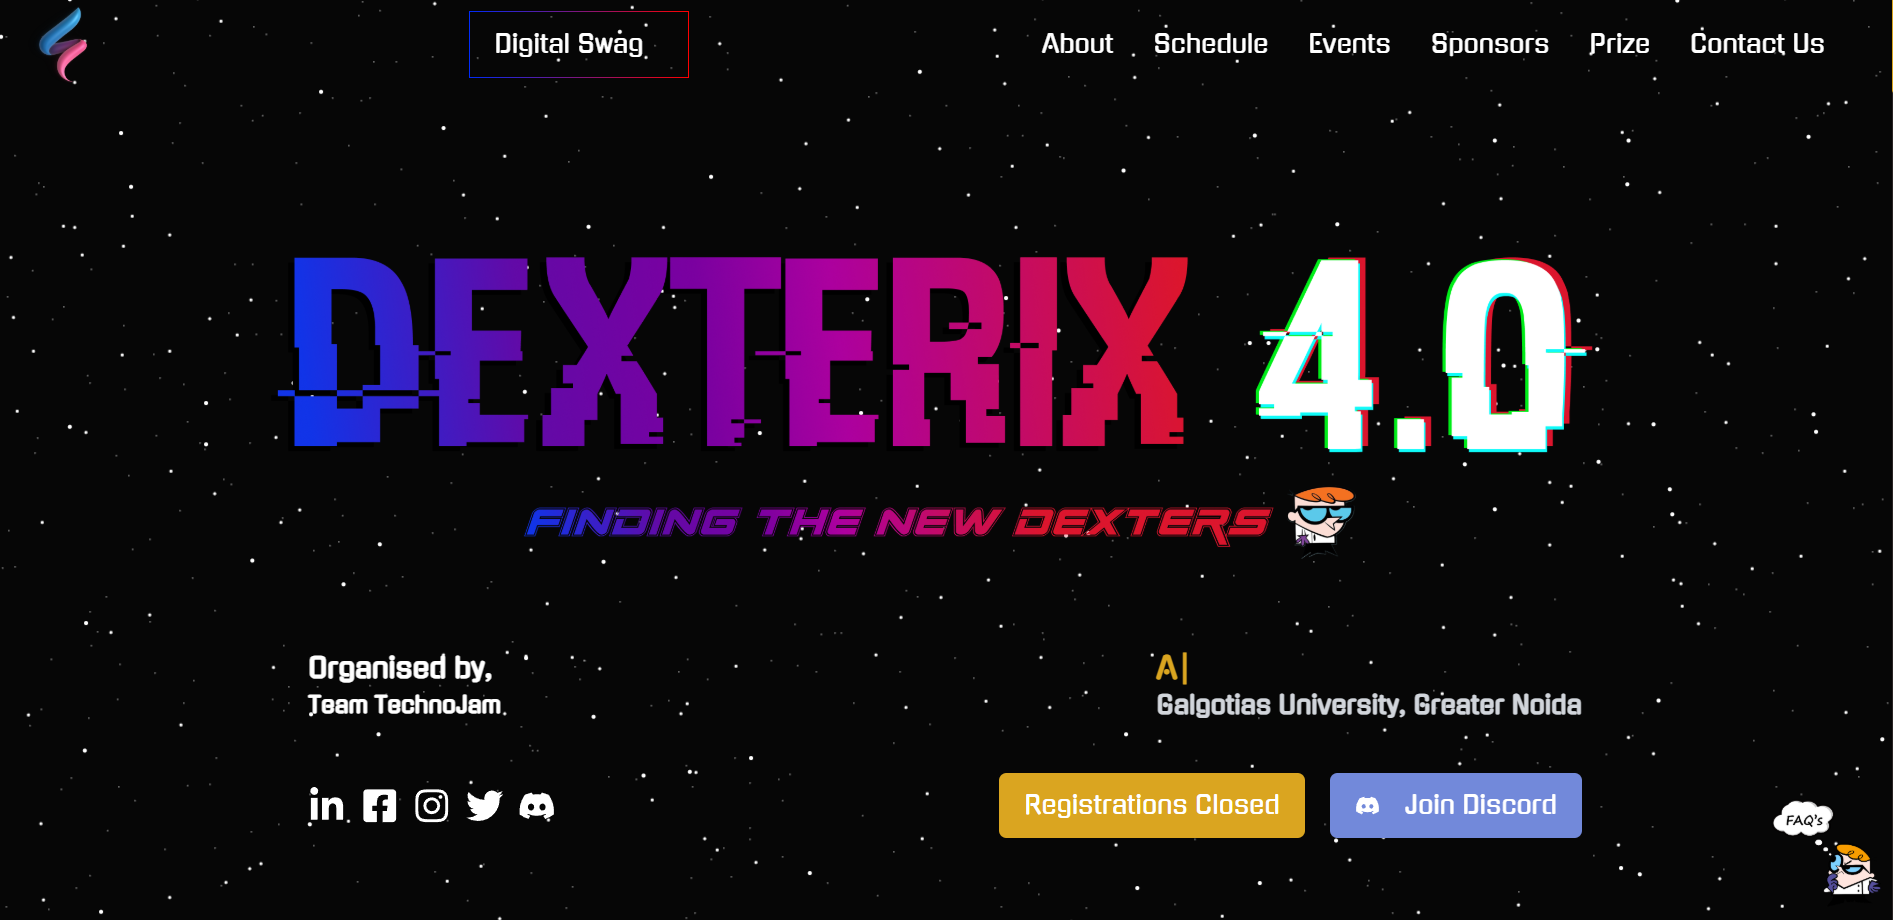 Digital Swag
About Schedule Events Sponsors Prize Contact Us
DEXTERIX 4.0
FINDING THE NEW DEXTERS
Organised by,
Team TechnoJam
A|
Galgotias University, Greater Noida
Registrations Closed
Join Discord
FAQ's